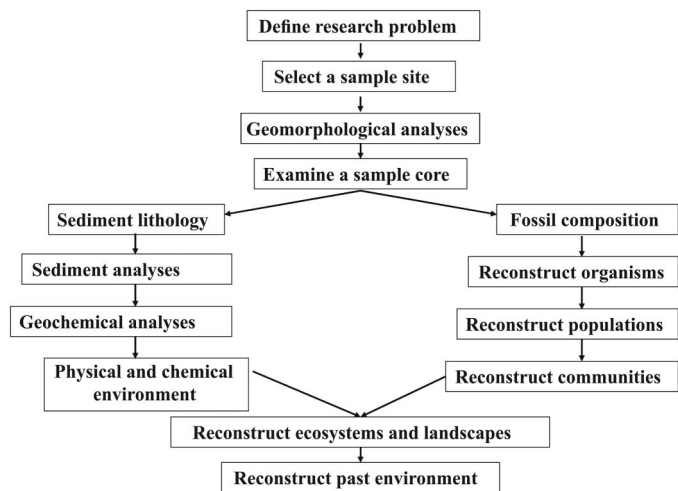 Define research problem
Select a sample site
Geomorphological analyses
Examine a sample core
Sediment lithology
Fossil composition
Sediment analyses
Reconstruct organisms
Geochemical analyses
Reconstruct populations
Physical and chemical
environment
Reconstruct communities
Reconstruct ecosystems and landscapes
Reconstruct past environment